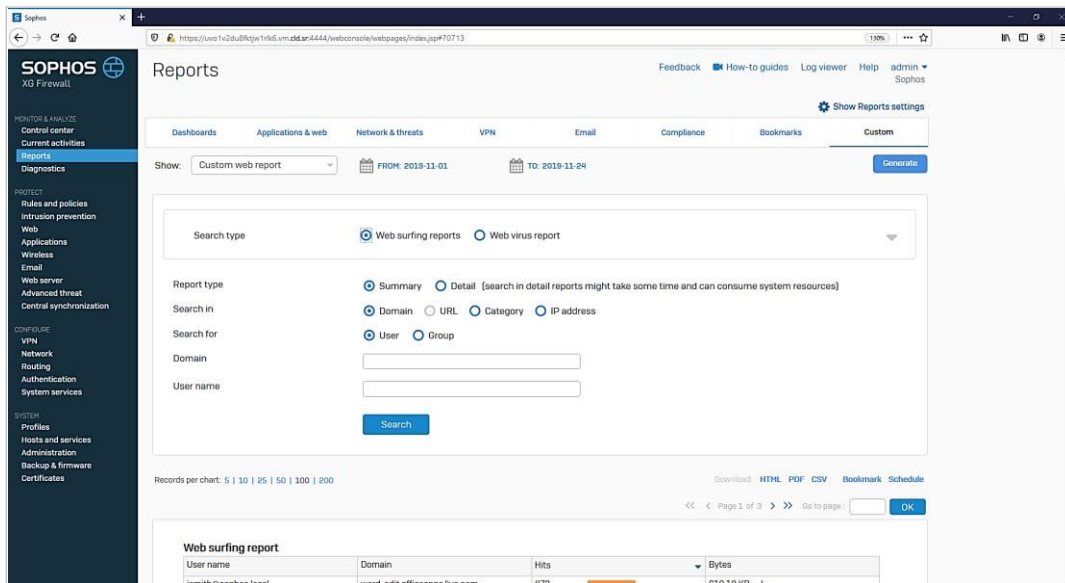 Sophos
https://uvo1v2du8fktjw1rlk6.vm.cld.sr:4444/webconsole/webpages/index.jsp#70713 130%
SOPHOS
XG Firewall
MONITOR & ANALYZE
Control center
Current activities
Reports
Diagnostics
PROTECT
Rules and policies
Intrusion prevention
Web
Applications
Wireless
Email
Web server
Advanced threat
Central synchronization
CONFIGURE
VPN
Network
Routing
Authentication
System services
SYSTEM
Profiles
Hosts and services
Administration
Backup & firmware
Certificates
Reports
Feedback How-to guides Log viewer Help admin
Sophos
Show Reports settings
Dashboards Applications & web Network & threats VPN Email Compliance Bookmarks Custom
Show: Custom web report FROM: 2019-11-01 TO: 2019-11-24 Generate
Search type Web surfing reports Web virus report
Report type Summary Detail (search in detail reports might take some time and can consume system resources)
Search in Domain URL Category IP address
Search for User Group
Domain
User name
Search
Records per chart: 5 | 10 | 25 | 50 | 100 | 200 Download: HTML PDF CSV Bookmark Schedule
Page 1 of 3 Go to page: OK
Web surfing report
User name Domain Hits Bytes